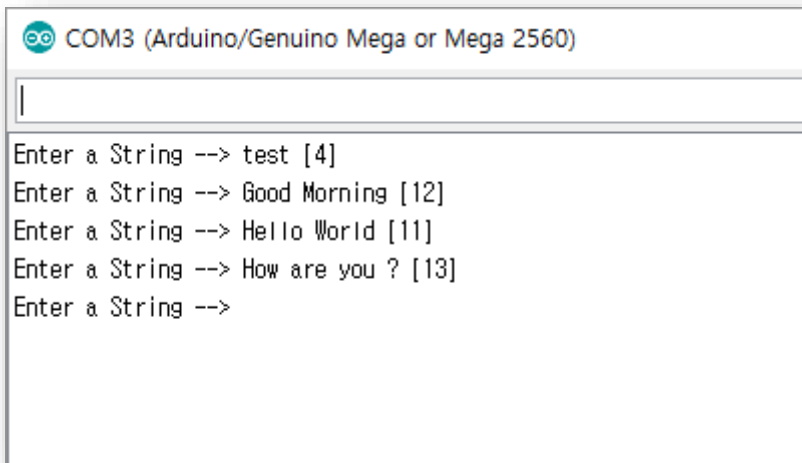 COM3 (Arduino/Genuino Mega or Mega 2560)
Enter a String --> test [4]
Enter a String --> Good Morning [12]
Enter a String --> Hello World [11]
Enter a String --> How are you ? [13]
Enter a String -->